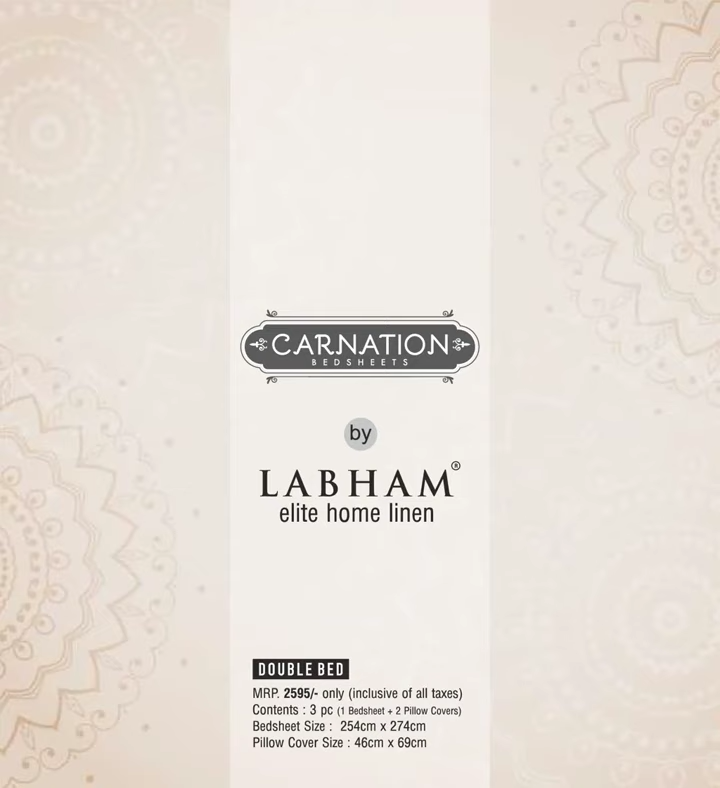 CARNATION
BEDSHEETS
by
LABHAM®
elite home linen
DOUBLE BED
MRP. 2595/- only (inclusive of all taxes)
Contents : 3 pc (1 Bedsheet + 2 Pillow Covers)
Bedsheet Size : 254cm x 274cm
Pillow Cover Size : 46cm x 69cm